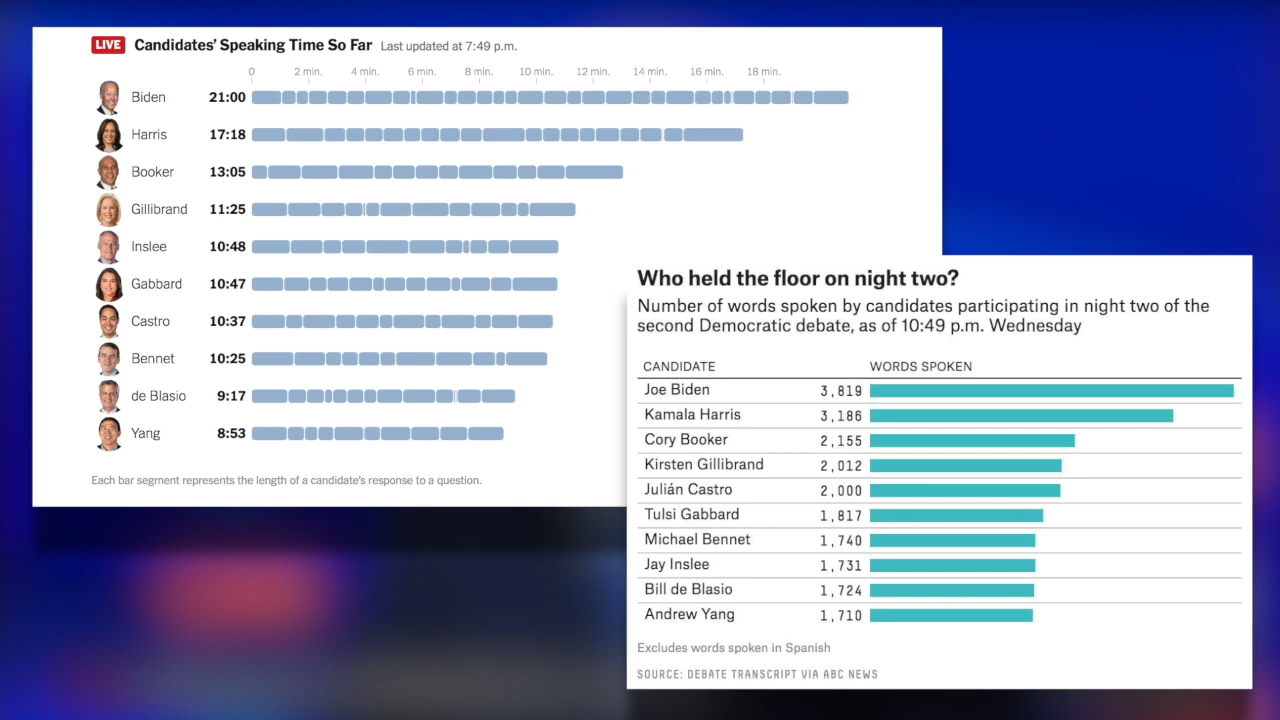 LIVE Candidates' Speaking Time So Far Last updated at 7:49 p.m.
0 2 min. 4 min. 6 min. 8 min. 10 min. 12 min. 14 min. 16 min. 18 min.
Biden 21:00
Harris 17:18
Booker 13:05
Gillibrand 11:25
Inslee 10:48
Gabbard 10:47
Castro 10:37
Bennet 10:25
de Blasio 9:17
Yang 8:53
Each bar segment represents the length of a candidate's response to a question.
Who held the floor on night two?
Number of words spoken by candidates participating in night two of the
second Democratic debate, as of 10:49 p.m. Wednesday
CANDIDATE WORDS SPOKEN
Joe Biden 3,819
Kamala Harris 3,186
Cory Booker 2,155
Kirsten Gillibrand 2,012
Julián Castro 2,000
Tulsi Gabbard 1,817
Michael Bennet 1,740
Jay Inslee 1,731
Bill de Blasio 1,724
Andrew Yang 1,710
Excludes words spoken in Spanish
SOURCE: DEBATE TRANSCRIPT VIA ABC NEWS